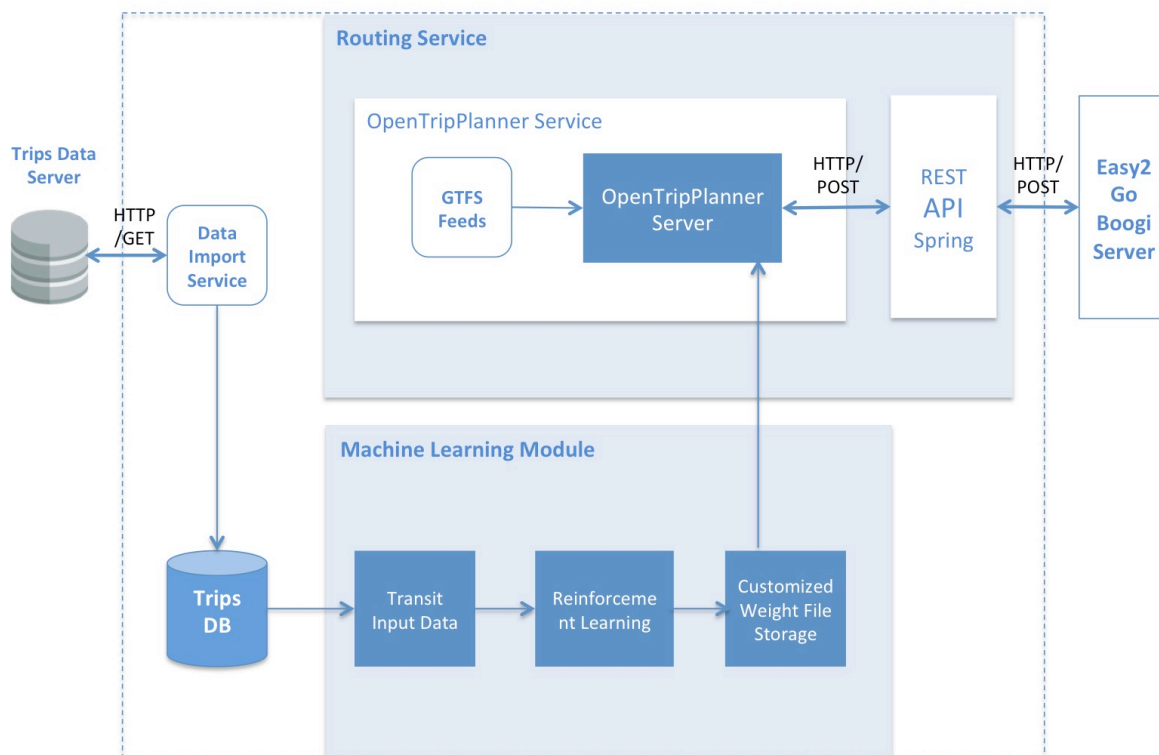 Routing Service
OpenTripPlanner Service
Trips Data
Server
HTTP
/GET
Data
Import
Service
GTFS
Feeds
OpenTripPlanner
Server
HTTP/
POST
REST
API
Spring
HTTP/
POST
Easy2
Go
Boogi
Server
Machine Learning Module
Trips
DB
Transit
Input Data
Reinforceme
nt Learning
Customized
Weight File
Storage